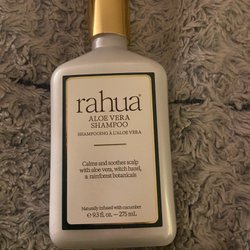 rahua®
ALOE VERA
SHAMPOO
SHAMPOOING À L'ALOE VERA
Calms and soothes scalp
with aloe vera, witch hazel,
& rainforest botanicals
Naturally infused with cucumber
℮ 9.3 fl. oz. – 275 mL